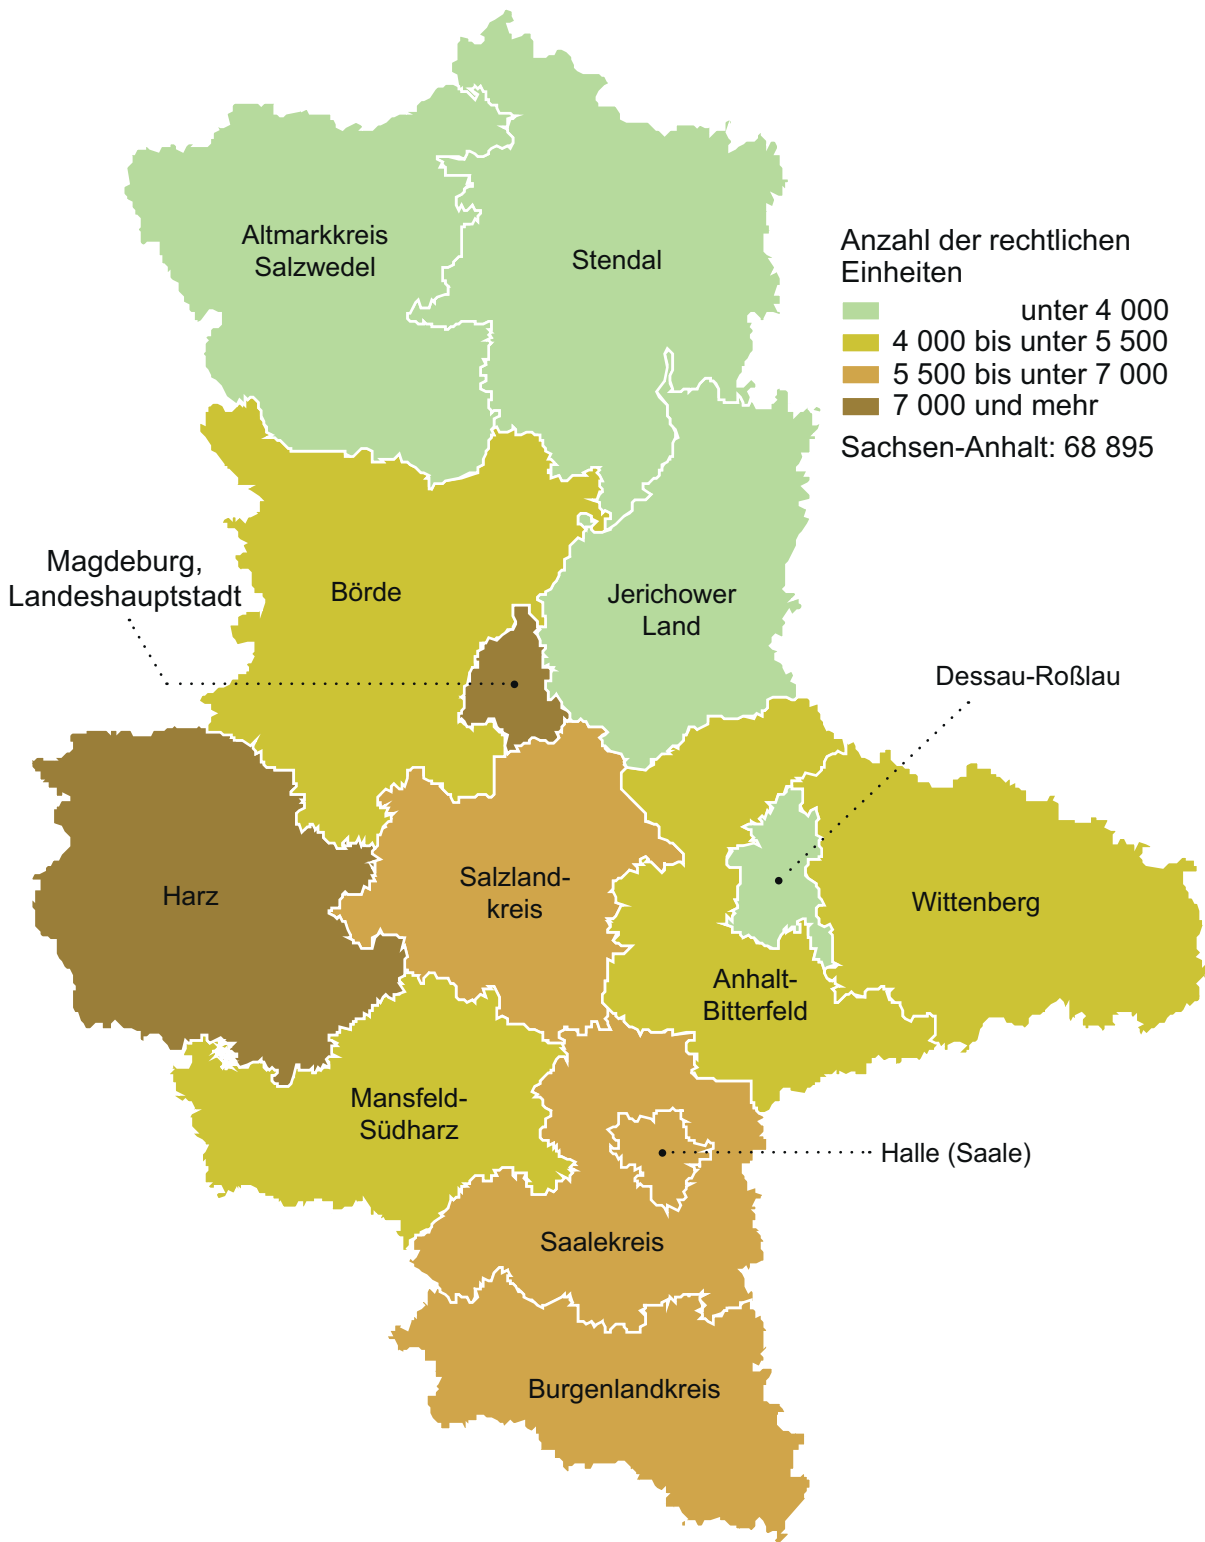 Altmarkkreis
Salzwedel
Stendal
Anzahl der rechtlichen
Einheiten
unter 4 000
4 000 bis unter 5 500
5 500 bis unter 7 000
7 000 und mehr
Sachsen-Anhalt: 68 895
Magdeburg,
Landeshauptstadt
Börde
Jerichower
Land
Dessau-Roßlau
Harz
Salzland-
kreis
Wittenberg
Anhalt-
Bitterfeld
Mansfeld-
Südharz
Halle (Saale)
Saalekreis
Burgenlandkreis